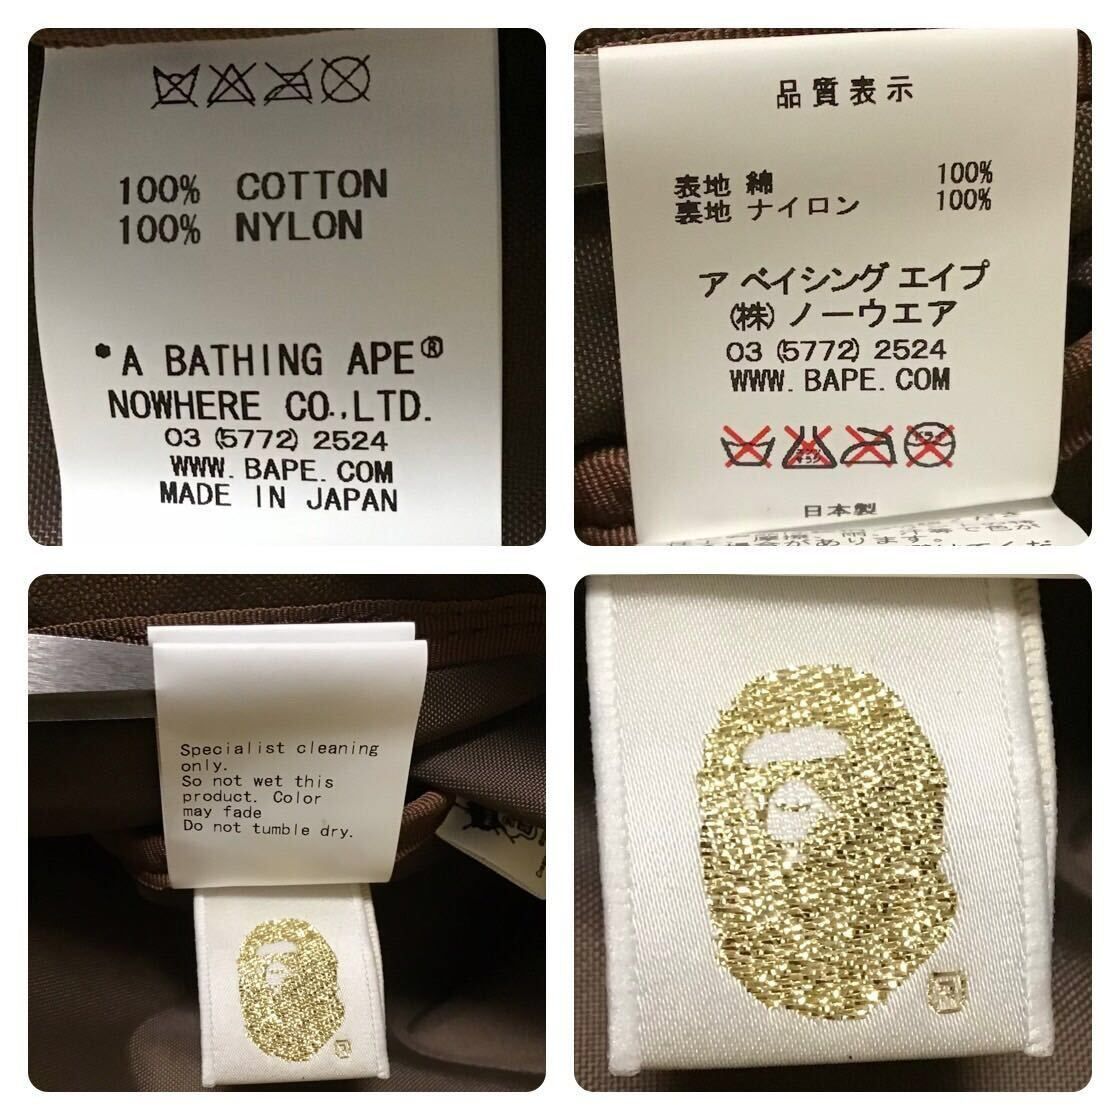 100% COTTON
100% NYLON
*A BATHING APE®
NOWHERE CO.,LTD.
03 (5772) 2524
WWW.BAPE.COM
MADE IN JAPAN
品質表示
表地 綿 100%
裏地 ナイロン 100%
ア ベイシング エイプ
(株) ノーウエア
03 (5772) 2524
WWW.BAPE.COM
日本製
Specialist cleaning
only.
So not wet this
product. Color
may fade
Do not tumble dry.